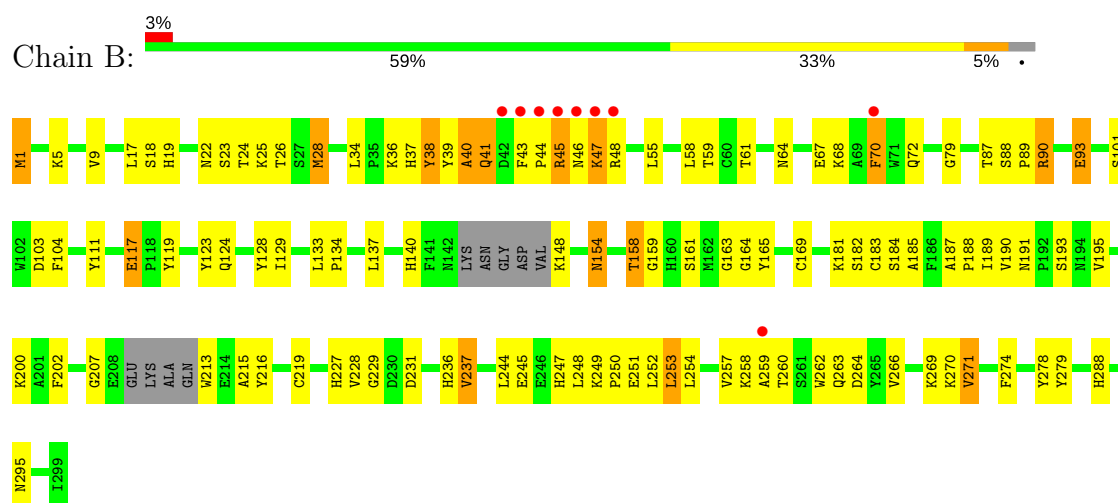 3%
Chain B:
59% 33% 5% •
M1 K5 V9 L17 S18 H19 N22 S23 T24 K25 T26 S27 M28 L34 P35 K36 H37 Y38 Y39 A40 Q41 D42 F43 P44 R45 N46 K47 R48 L55 L58 T59 C60 T61 N64 E67 K68 A69 F70 W71 Q72 G79 T87 S88 P89 R90 E93 S101
W102 D103 F104 Y111 E117 P118 Y119 Y123 Q124 Y128 I129 L133 P134 L137 H140 F141 N142 LYS ASN GLY ASP VAL K148 N154 T158 G159 H160 S161 M162 G163 G164 Y165 C169 K181 S182 C183 S184 A185 F186 A187 P188 I189 V190 N191 P192 S193 N194 V195
K200 A201 F202 G207 E208 GLU LYS ALA GLN W213 E214 A215 Y216 C219 H227 V228 G229 D230 D231 H236 V237 L244 E245 E246 H247 L248 K249 P250 E251 L252 L253 L254 V257 K258 A259 T260 S261 W262 Q263 D264 Y265 V266 K269 K270 V271 F274 Y278 Y279 H288
N295 I299